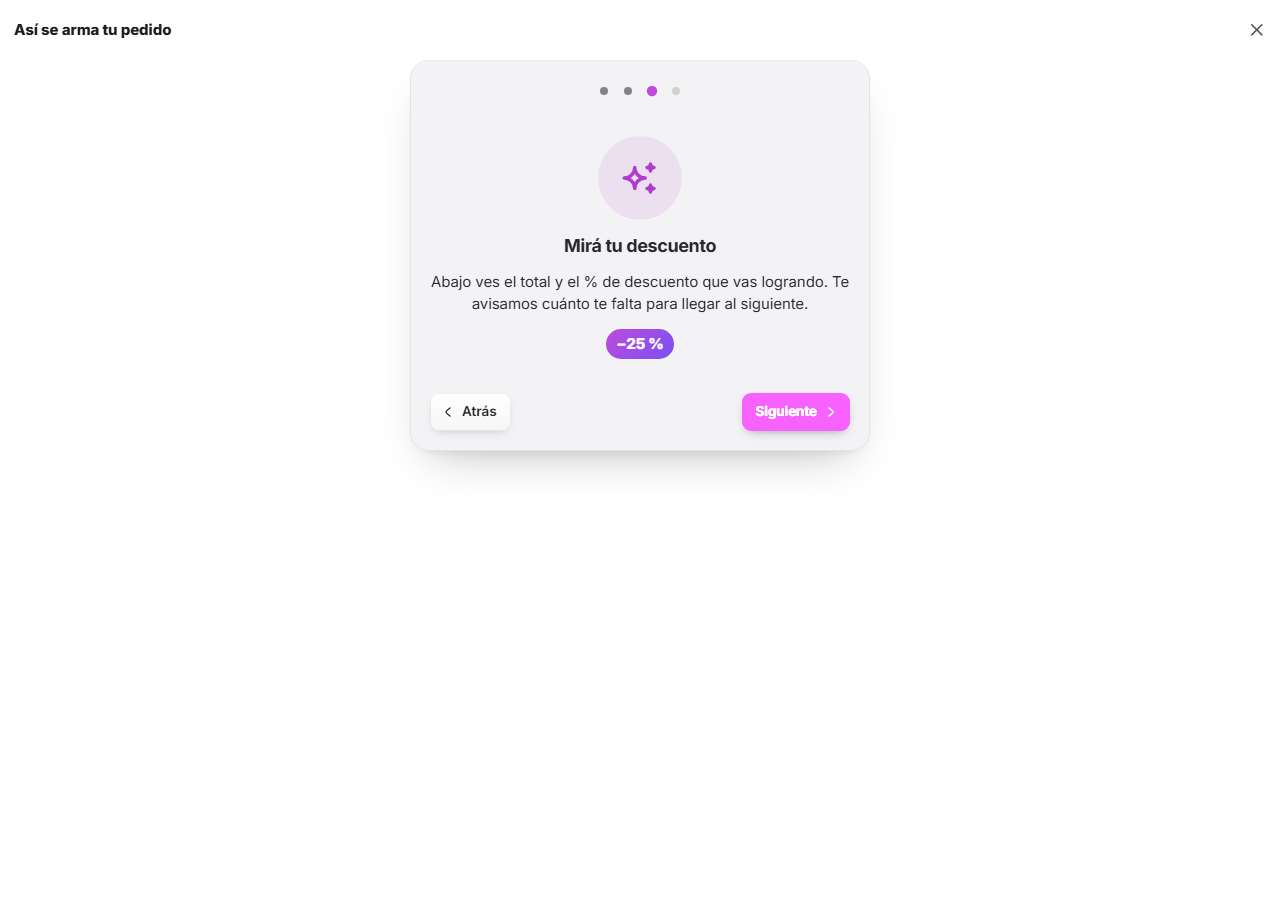 Así se arma tu pedido
Mirá tu descuento
Abajo ves el total y el % de descuento que vas logrando. Te
avisamos cuánto te falta para llegar al siguiente.
−25 %
Atrás
Siguiente